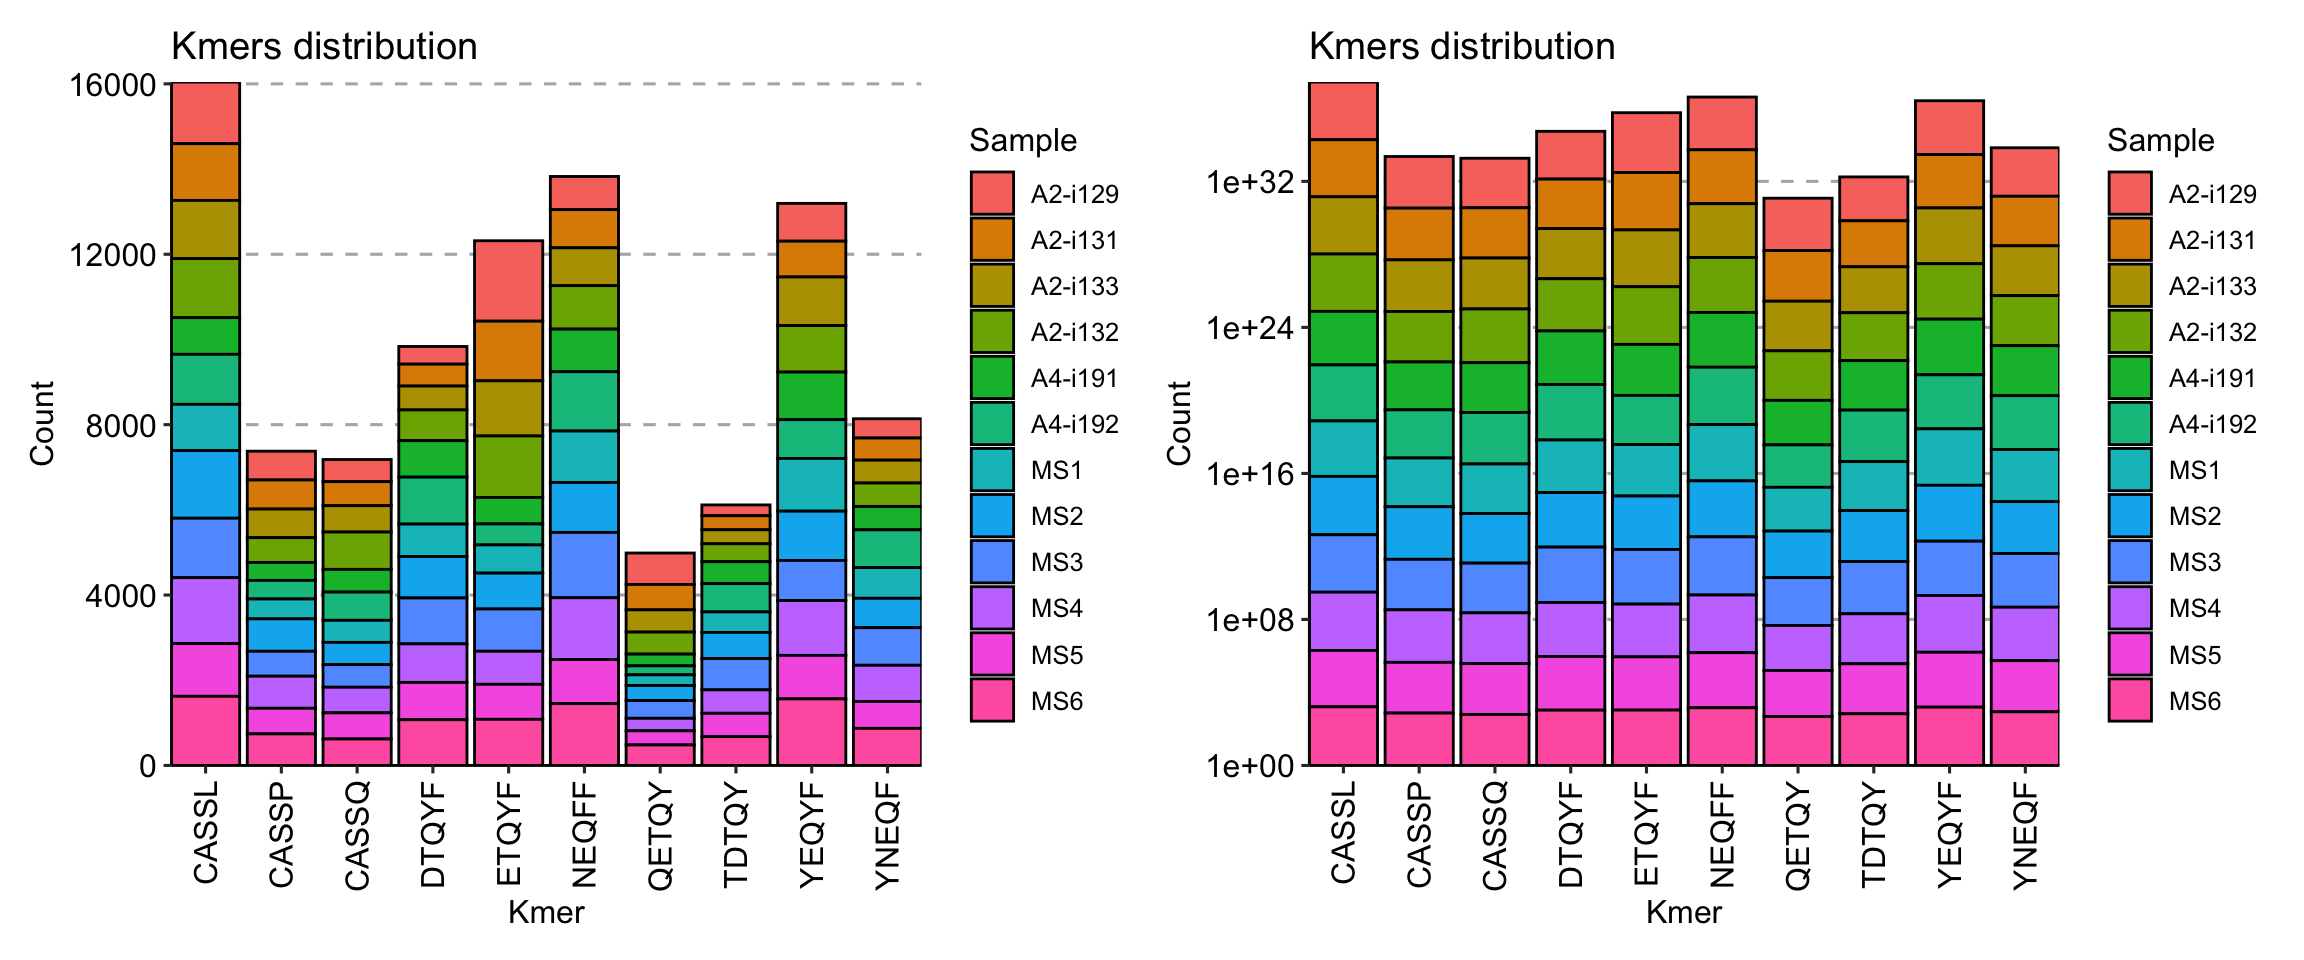 Kmers distribution
16000
12000
8000
4000
0
Count
CASSL
CASSP
CASSQ
DTQYF
ETQYF
NEQFF
QETQY
TDTQY
YEQYF
YNEQF
Kmer
Sample
A2-i129
A2-i131
A2-i133
A2-i132
A4-i191
A4-i192
MS1
MS2
MS3
MS4
MS5
MS6
Kmers distribution
1e+32
1e+24
1e+16
1e+08
1e+00
Count
CASSL
CASSP
CASSQ
DTQYF
ETQYF
NEQFF
QETQY
TDTQY
YEQYF
YNEQF
Kmer
Sample
A2-i129
A2-i131
A2-i133
A2-i132
A4-i191
A4-i192
MS1
MS2
MS3
MS4
MS5
MS6